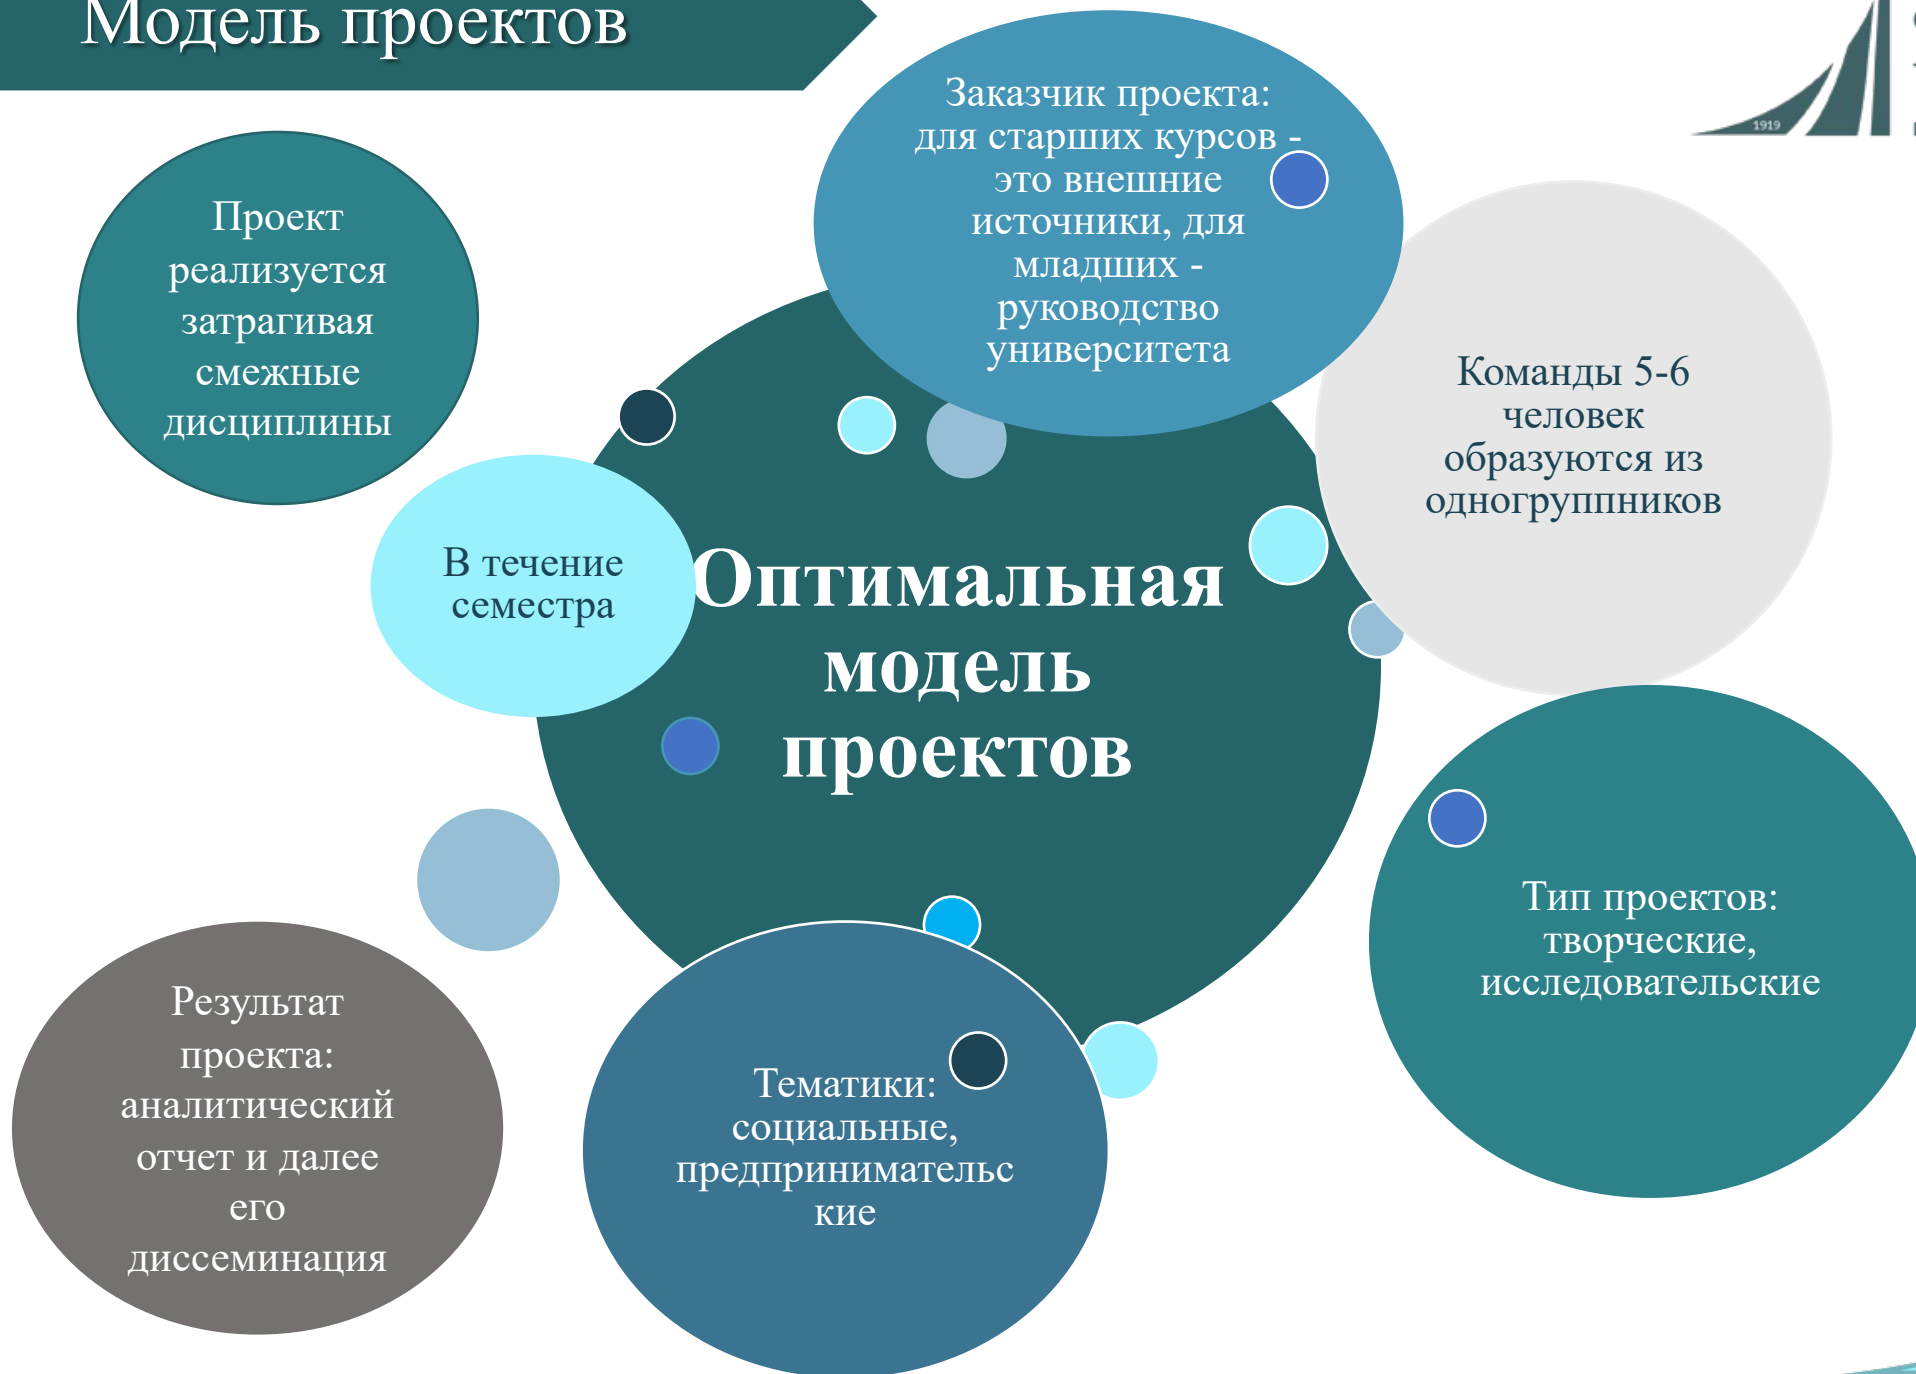 Модель проектов
1919
Заказчик проекта:
для старших курсов -
это внешние
источники, для
младших -
руководство
университета
Проект
реализуется
затрагивая
смежные
дисциплины
Команды 5-6
человек
образуются из
одногруппников
В течение
семестра
Оптимальная
модель
проектов
Тип проектов:
творческие,
исследовательские
Результат
проекта:
аналитический
отчет и далее
его
диссеминация
Тематики:
социальные,
предпринимательс
кие